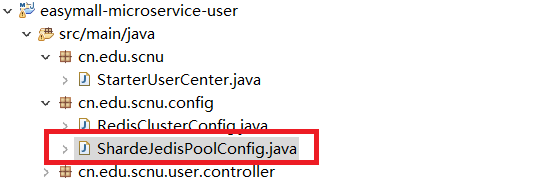 easymall-microservice-user
src/main/java
cn.edu.scnu
StarterUserCenter.java
cn.edu.scnu.config
RedisClusterConfig.java
ShardeJedisPoolConfig.java
cn.edu.scnu.user.controller